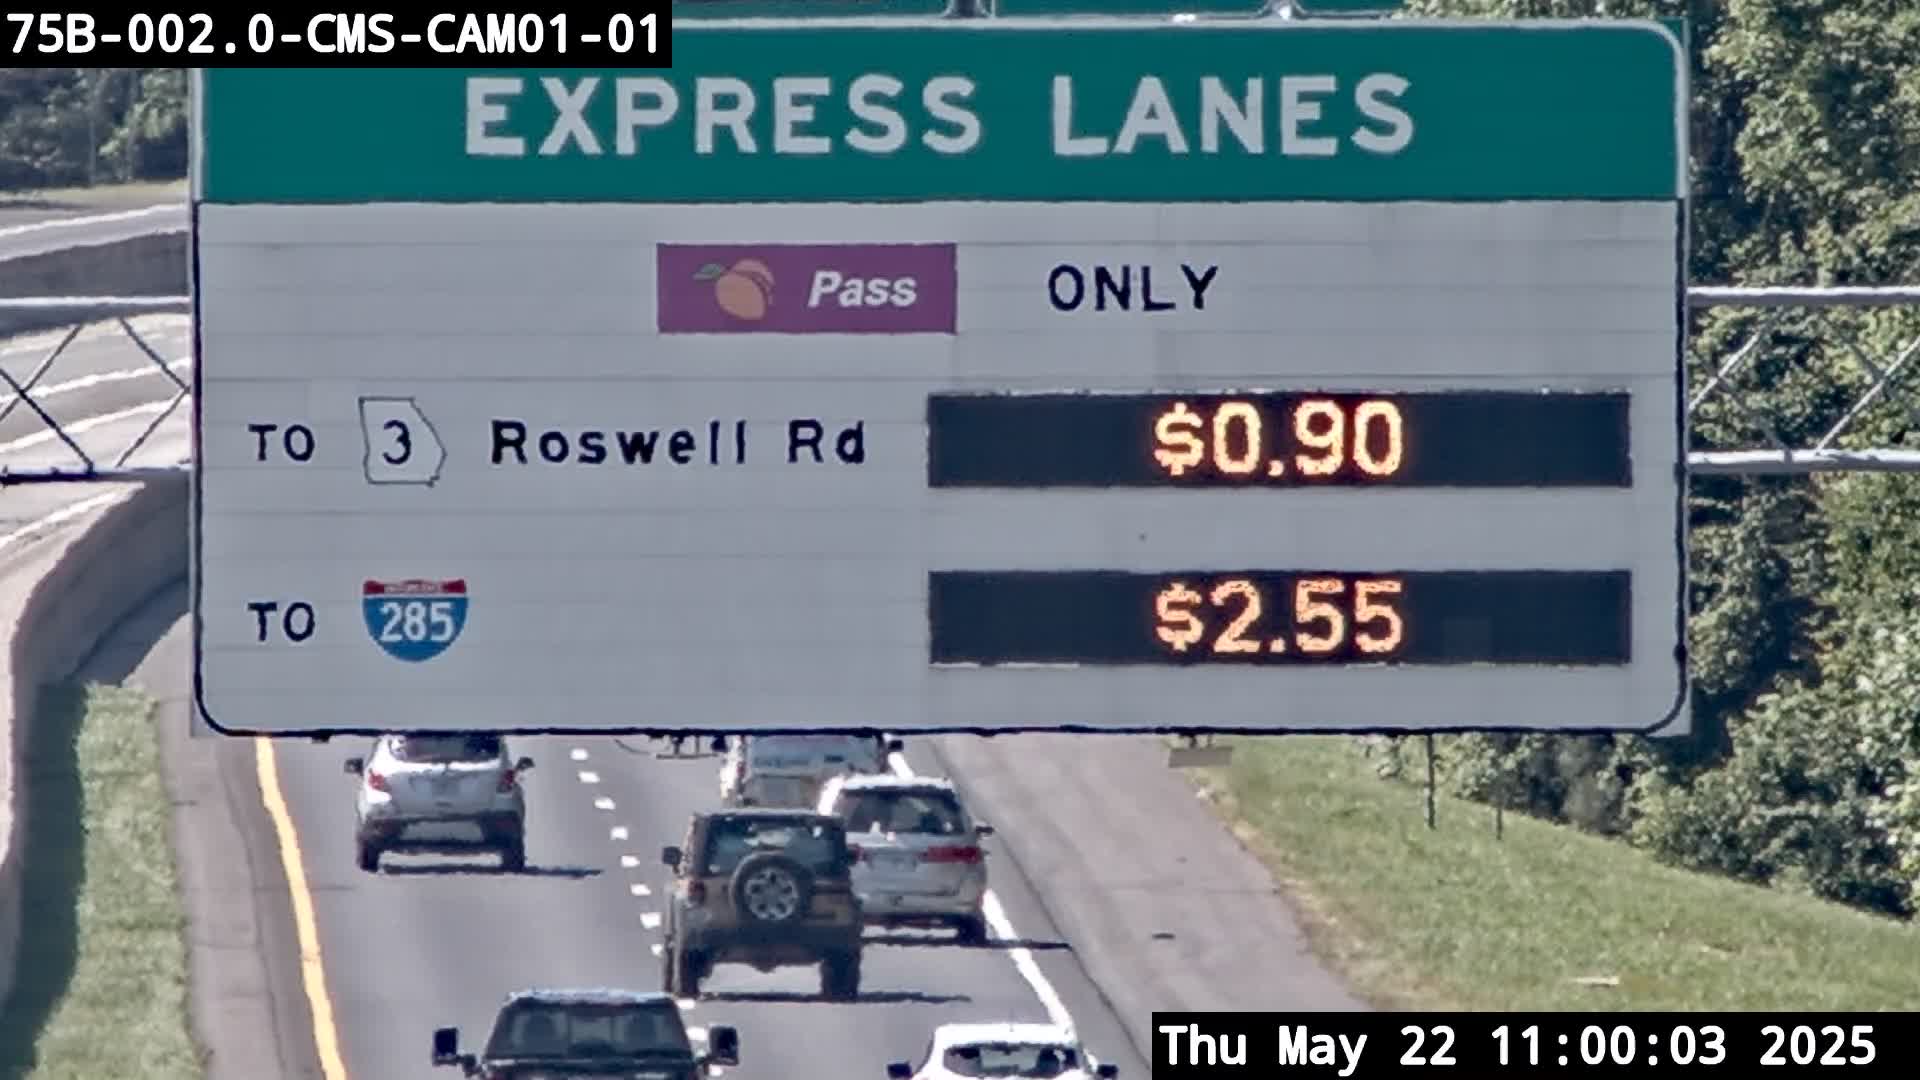 75B-002.0-CMS-CAM01-01
EXPRESS LANES
Pass ONLY
TO 3 Roswell Rd $0.90
TO 285 $2.55
Thu May 22 11:00:03 2025